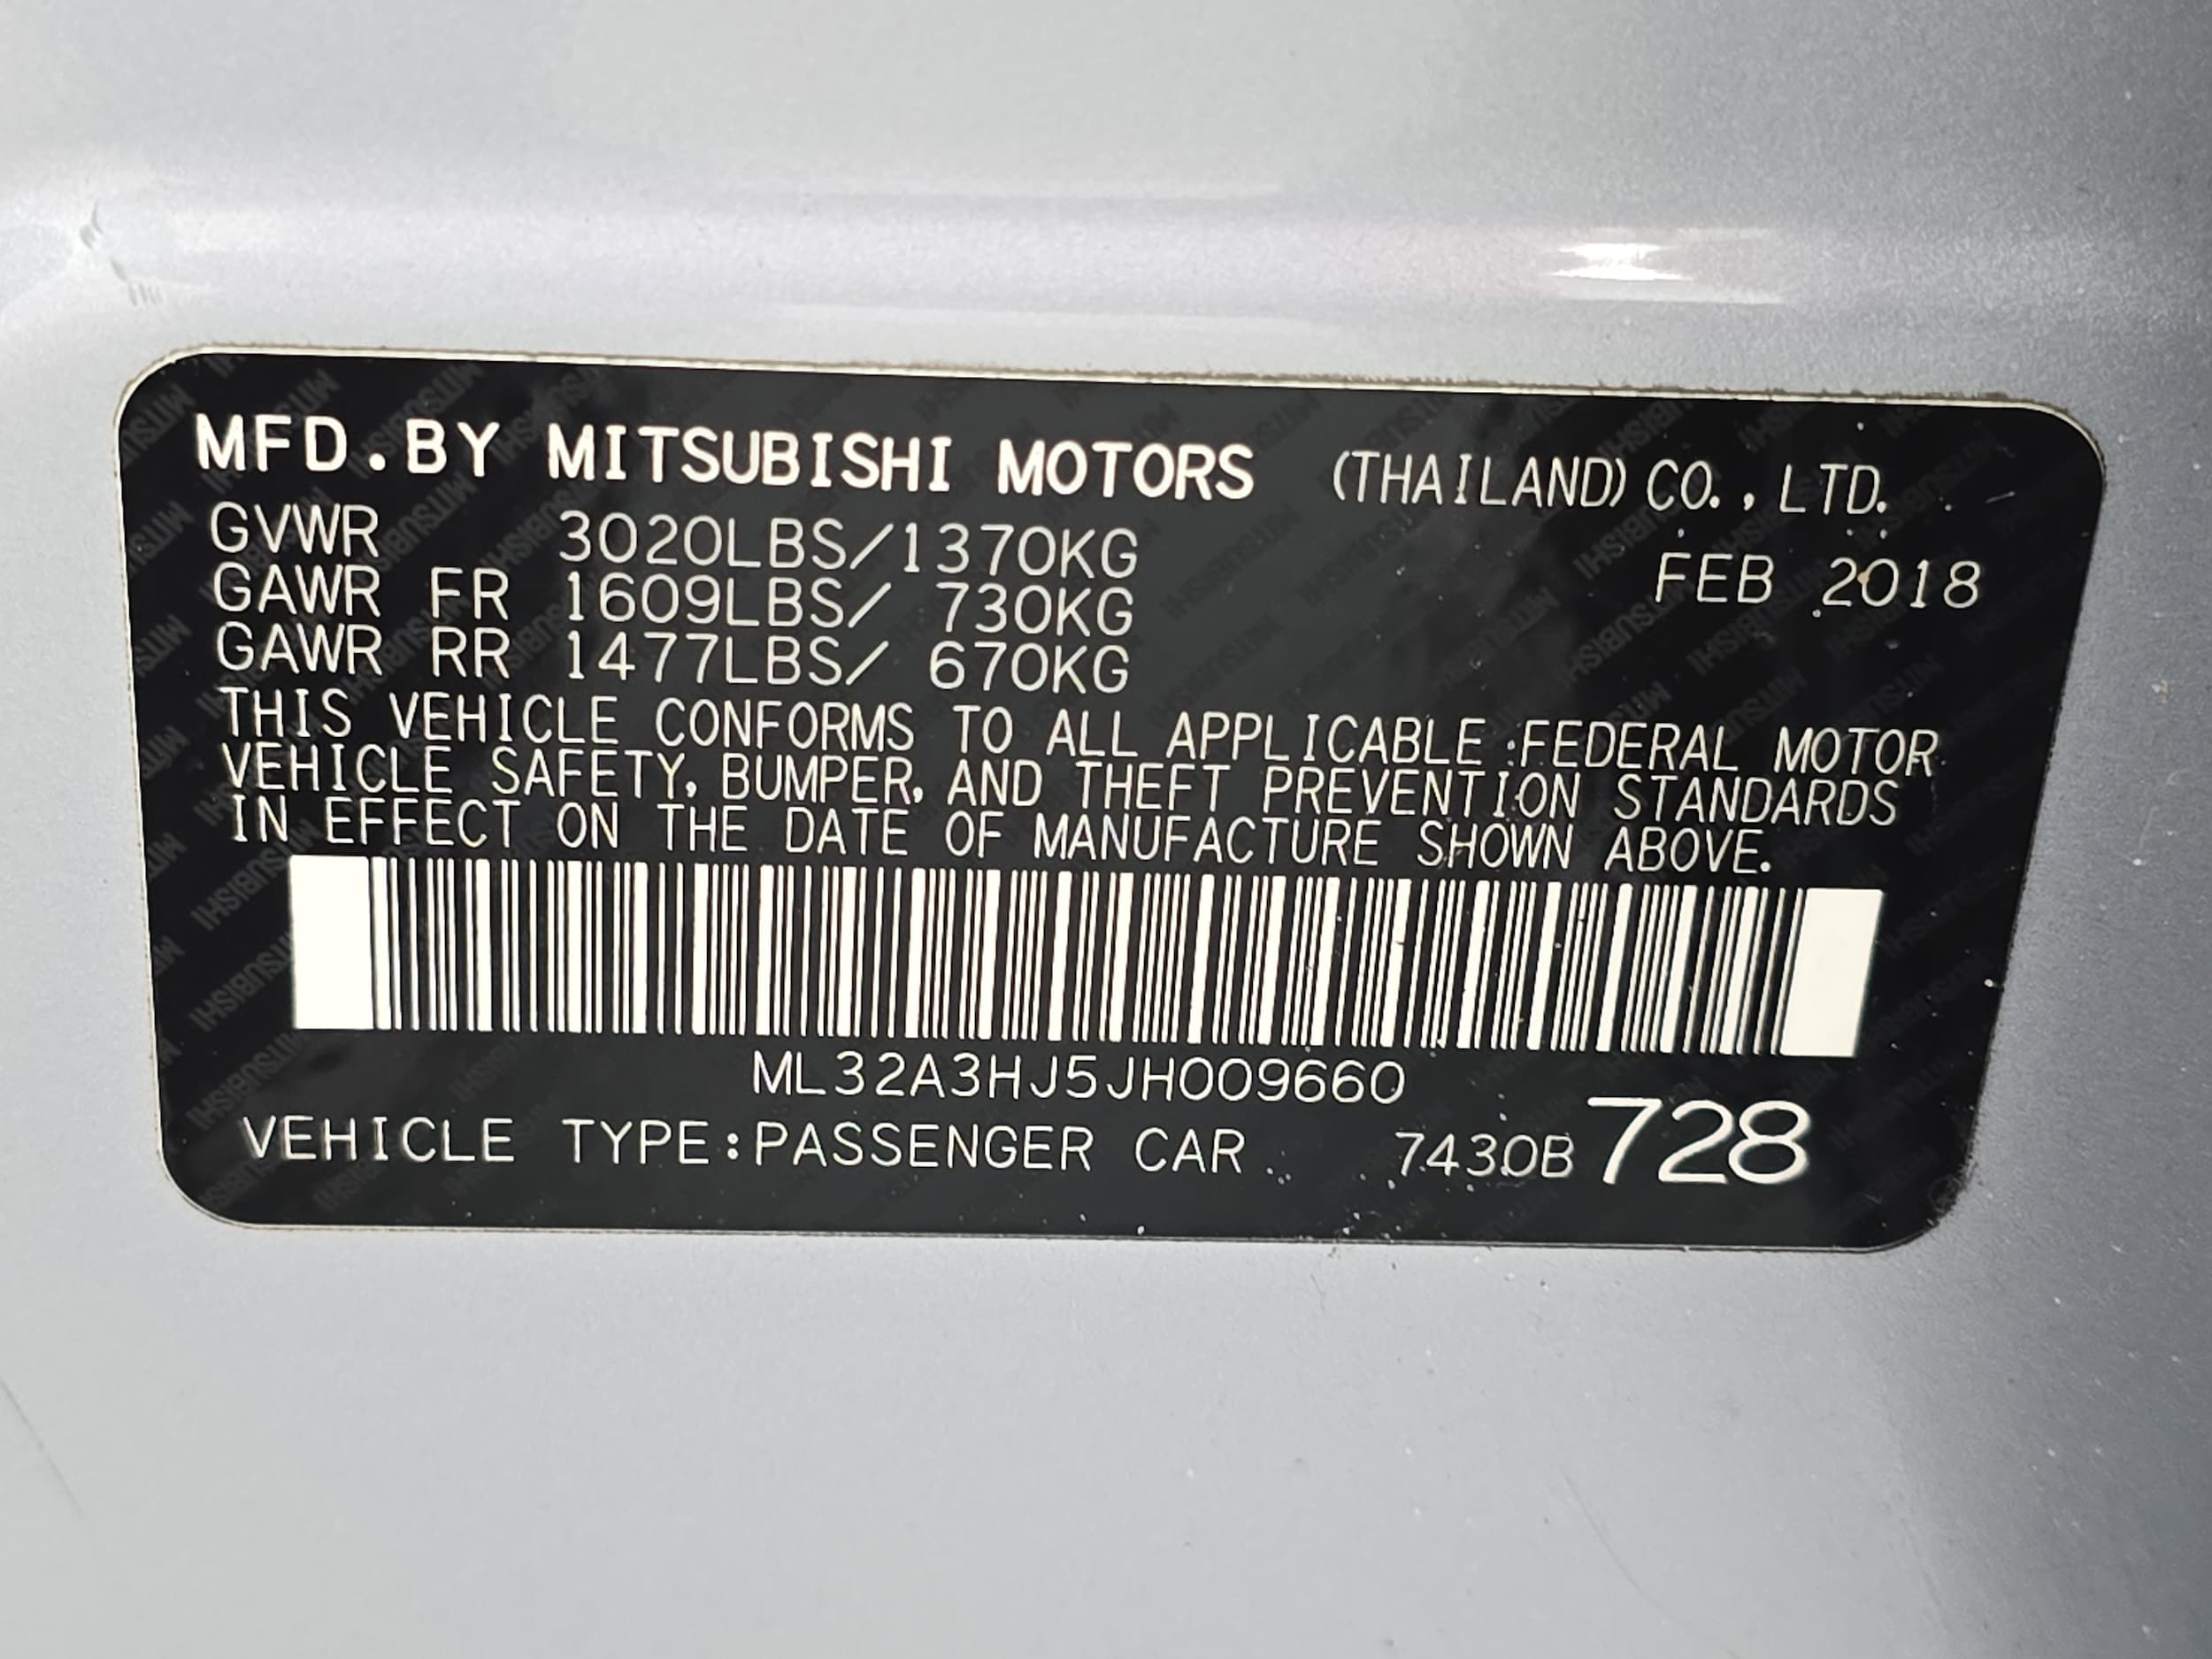 MFD.BY MITSUBISHI MOTORS (THAILAND) CO., LTD.
GVWR 3020LBS/1370KG
FEB 2018
GAWR FR 1609LBS/ 730KG
GAWR RR 1477LBS/ 670KG
THIS VEHICLE CONFORMS TO ALL APPLICABLE FEDERAL MOTOR
VEHICLE SAFETY, BUMPER, AND THEFT PREVENTION STANDARDS
IN EFFECT ON THE DATE OF MANUFACTURE SHOWN ABOVE.
ML32A3HJ5JH009660
VEHICLE TYPE:PASSENGER CAR 7430B 728